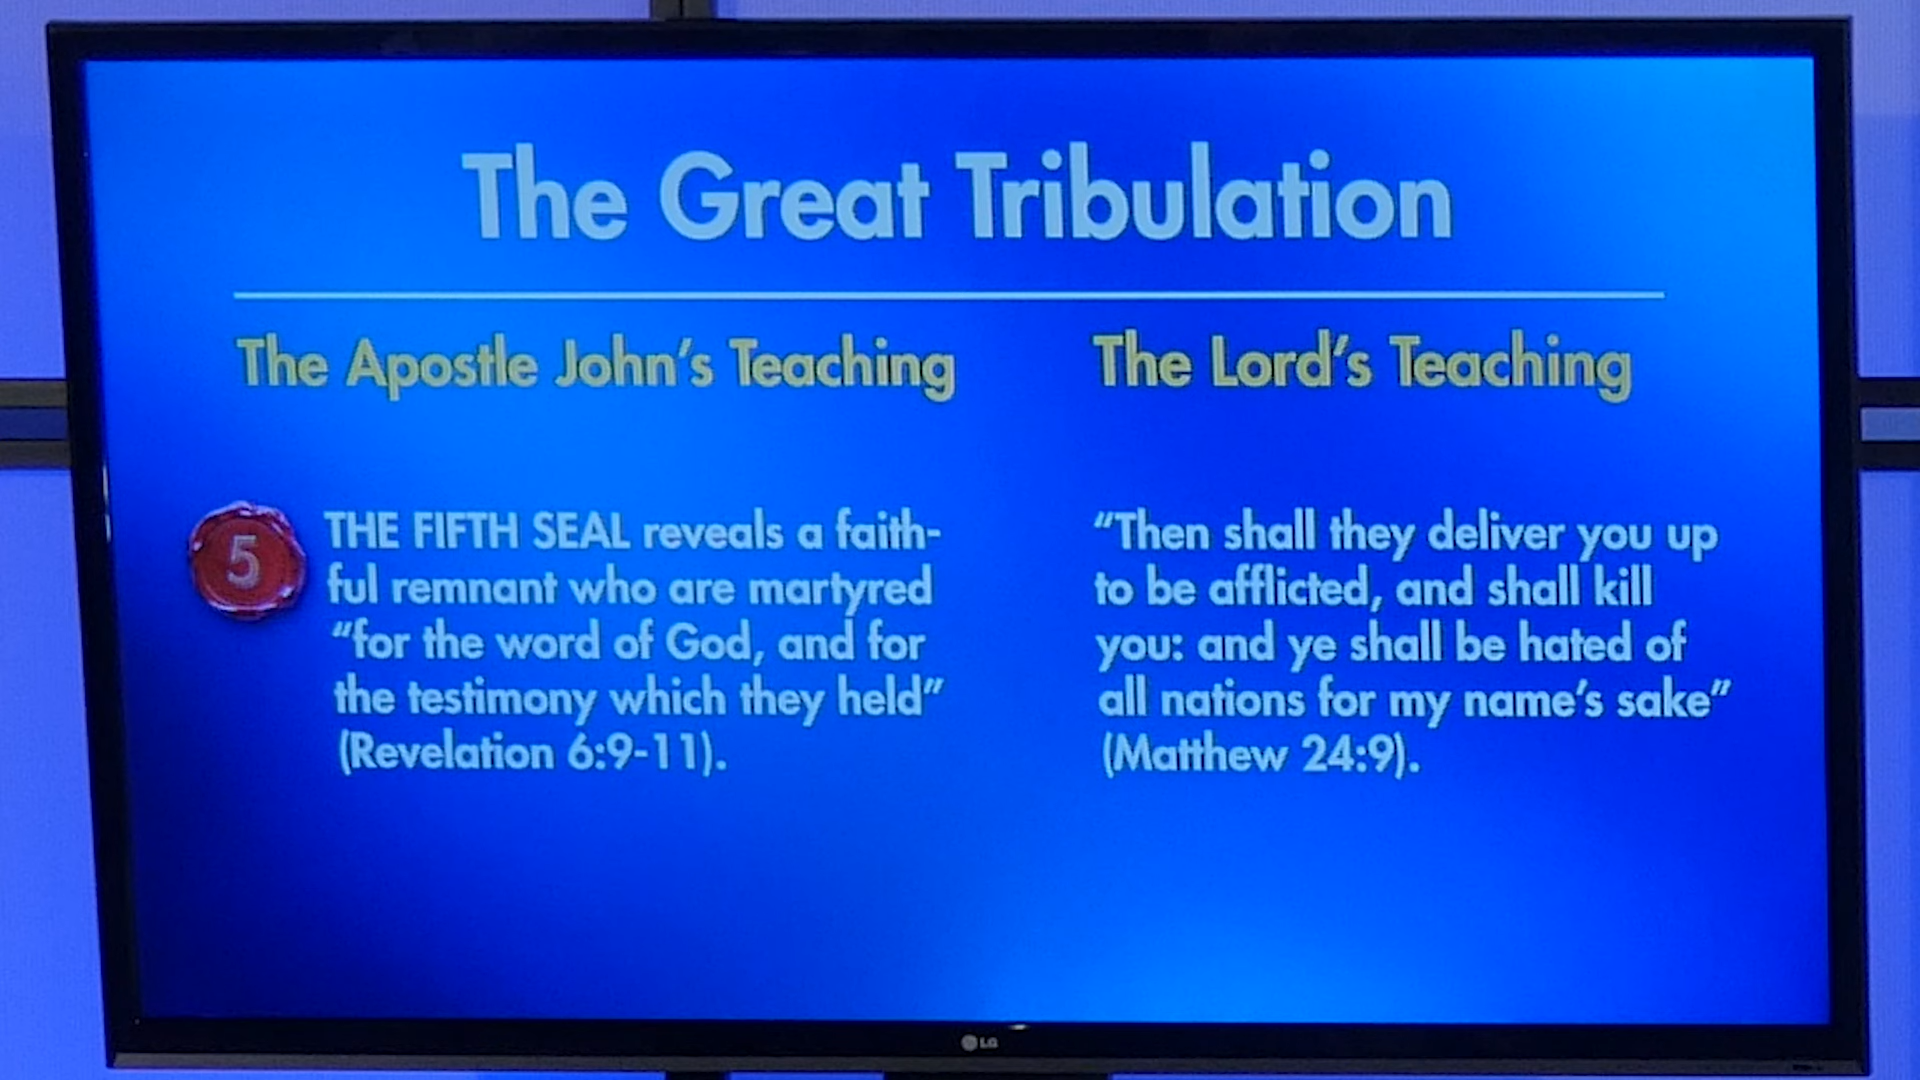 The Great Tribulation
The Apostle John's Teaching
5
THE FIFTH SEAL reveals a faith-
ful remnant who are martyred
“for the word of God, and for
the testimony which they held”
(Revelation 6:9-11).
The Lord's Teaching
“Then shall they deliver you up
to be afflicted, and shall kill
you: and ye shall be hated of
all nations for my name's sake”
(Matthew 24:9).
LG